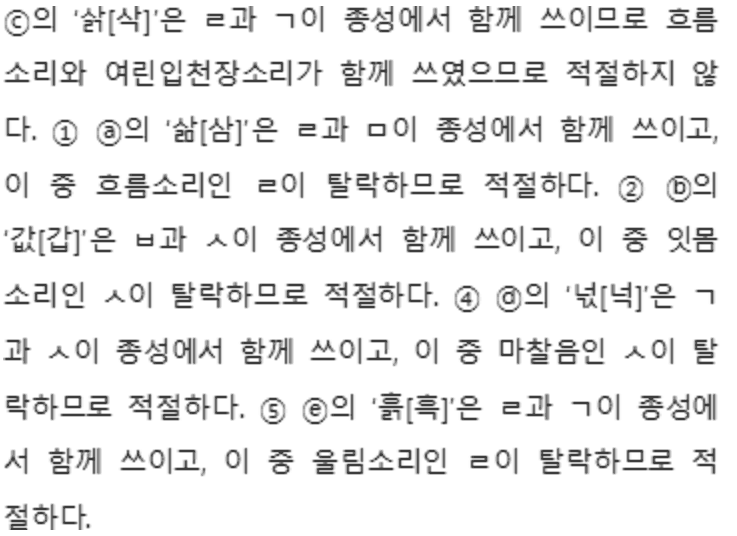 ⓒ의 '삵[삭]'은 ㄹ과 ㄱ이 종성에서 함께 쓰이므로 흐름
소리와 여린입천장소리가 함께 쓰였으므로 적절하지 않
다. ① ⓐ의 '삶[삼]'은 ㄹ과 ㅁ이 종성에서 함께 쓰이고,
이 중 흐름소리인 ㄹ이 탈락하므로 적절하다. ② ⓑ의
'값[갑]'은 ㅂ과 ㅅ이 종성에서 함께 쓰이고, 이 중 잇몸
소리인 ㅅ이 탈락하므로 적절하다. ④ ⓓ의 '넋[넉]'은 ㄱ
과 ㅅ이 종성에서 함께 쓰이고, 이 중 마찰음인 ㅅ이 탈
락하므로 적절하다. ⑤ ⓔ의 '흙[흑]'은 ㄹ과 ㄱ이 종성에
서 함께 쓰이고, 이 중 울림소리인 ㄹ이 탈락하므로 적
절하다.